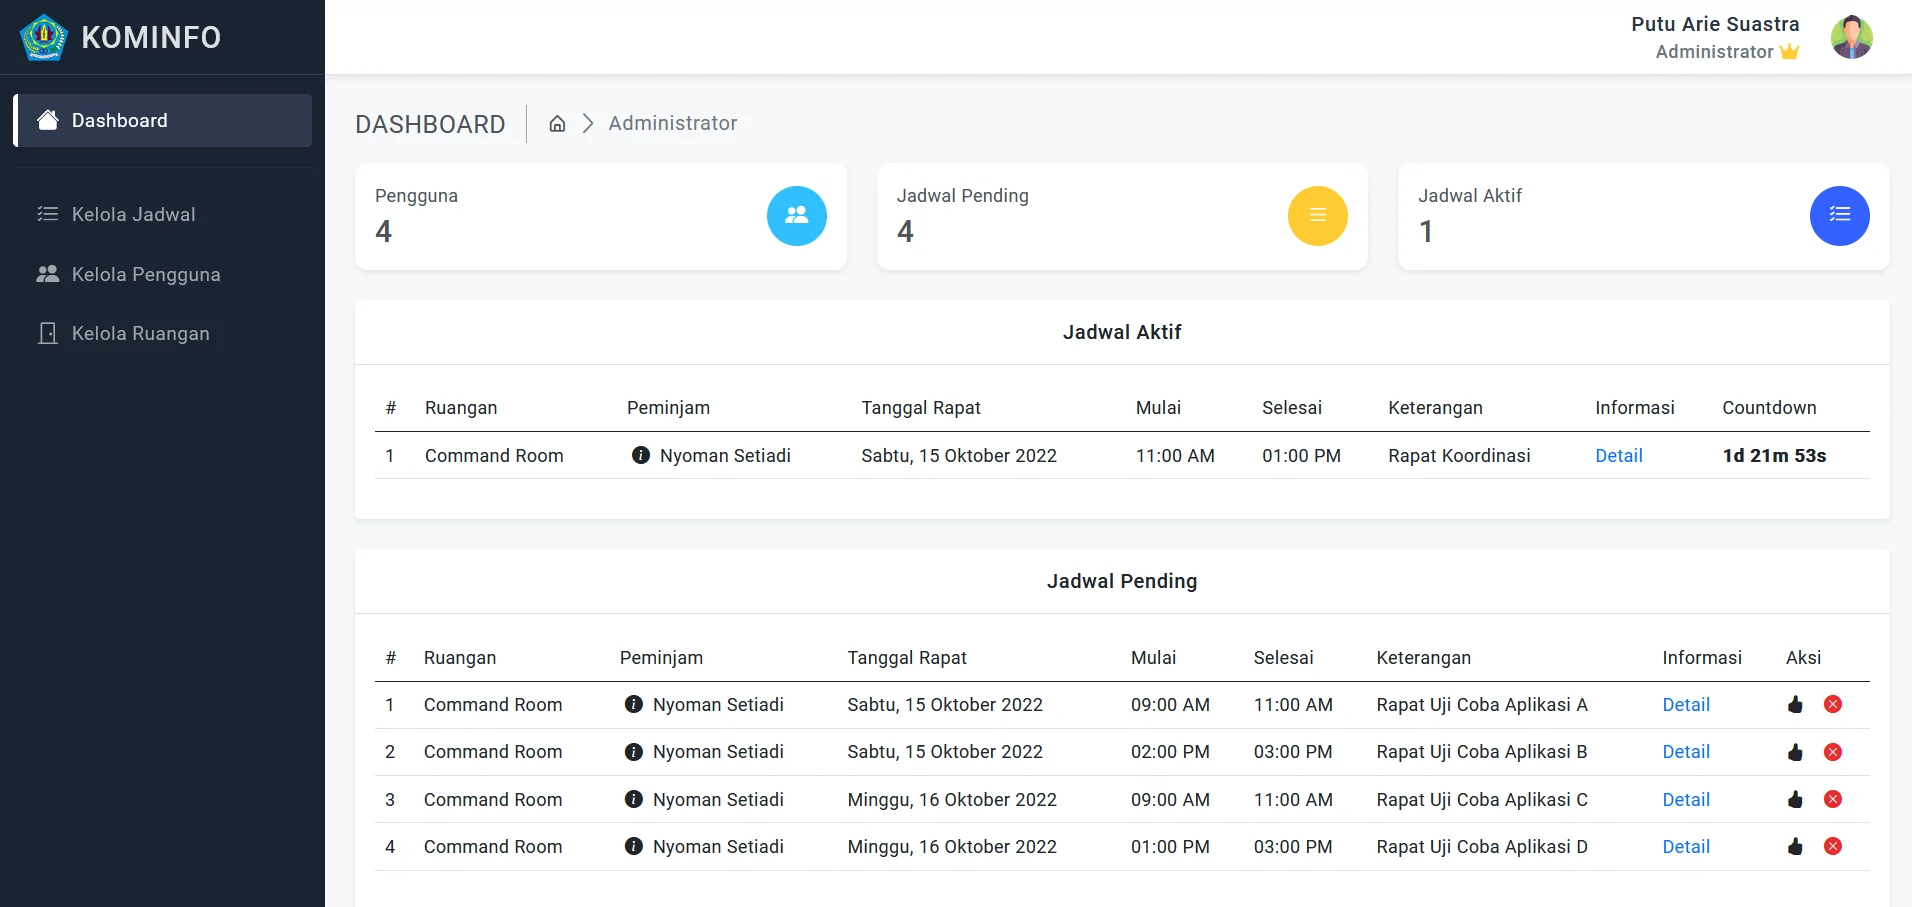 KOMINFO
Putu Arie Suastra
Administrator
Dashboard
Kelola Jadwal
Kelola Pengguna
Kelola Ruangan
DASHBOARD Administrator
Pengguna
4
Jadwal Pending
4
Jadwal Aktif
1
Jadwal Aktif
# Ruangan Peminjam Tanggal Rapat Mulai Selesai Keterangan Informasi Countdown
1 Command Room Nyoman Setiadi Sabtu, 15 Oktober 2022 11:00 AM 01:00 PM Rapat Koordinasi Detail 1d 21m 53s
Jadwal Pending
# Ruangan Peminjam Tanggal Rapat Mulai Selesai Keterangan Informasi Aksi
1 Command Room Nyoman Setiadi Sabtu, 15 Oktober 2022 09:00 AM 11:00 AM Rapat Uji Coba Aplikasi A Detail
2 Command Room Nyoman Setiadi Sabtu, 15 Oktober 2022 02:00 PM 03:00 PM Rapat Uji Coba Aplikasi B Detail
3 Command Room Nyoman Setiadi Minggu, 16 Oktober 2022 09:00 AM 11:00 AM Rapat Uji Coba Aplikasi C Detail
4 Command Room Nyoman Setiadi Minggu, 16 Oktober 2022 01:00 PM 03:00 PM Rapat Uji Coba Aplikasi D Detail